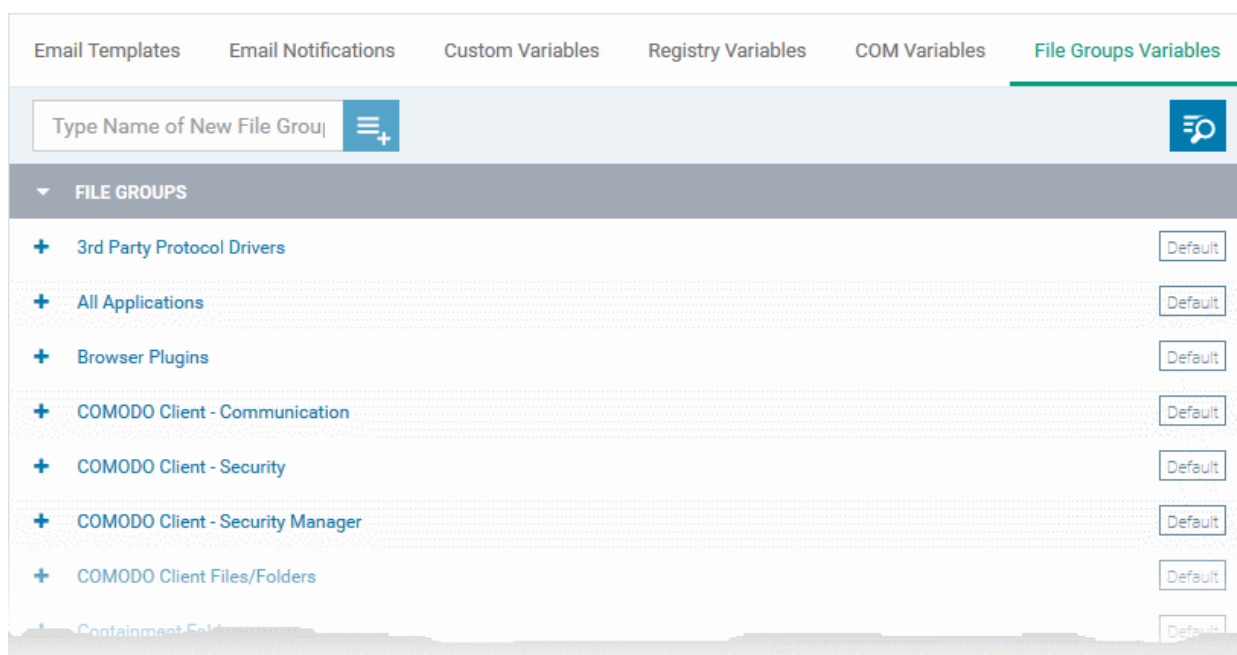 Email Templates Email Notifications Custom Variables Registry Variables COM Variables File Groups Variables
Type Name of New File Grou
FILE GROUPS
3rd Party Protocol Drivers Default
All Applications Default
Browser Plugins Default
COMODO Client - Communication Default
COMODO Client - Security Default
COMODO Client - Security Manager Default
COMODO Client Files/Folders Default
Containment Default